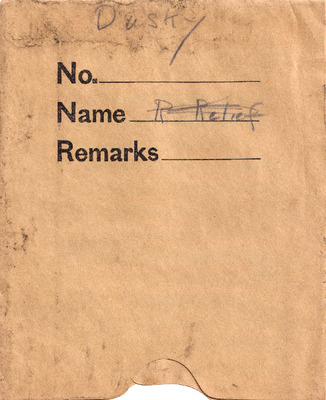 Dusky
No.
Name R-Relief
Remarks